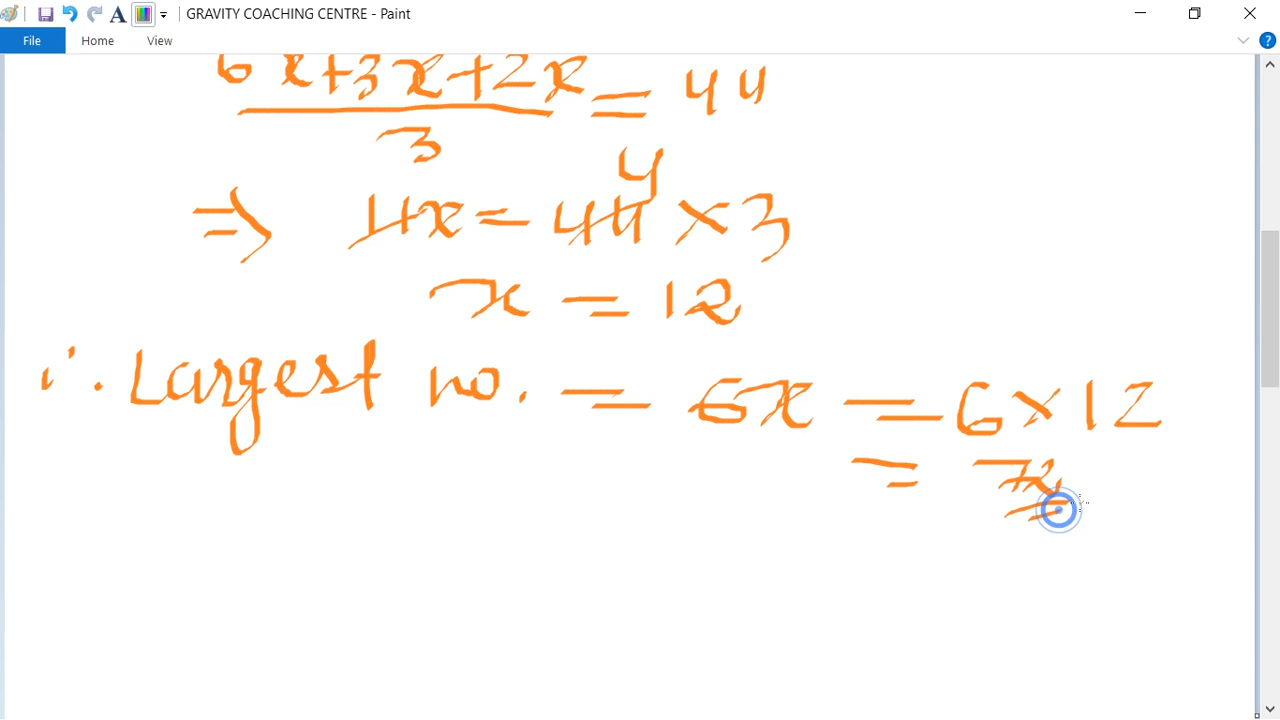 GRAVITY COACHING CENTRE - Paint
File Home View
6x+3x+2x = 44
3
4
⇒ 11x = 44 × 3
x = 12
∴ Largest no. = 6x = 6×12
= 72